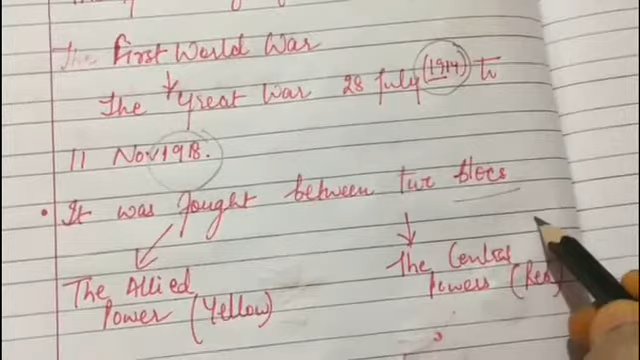 The First World War
The Great War 28 July (1914) to
11 Nov 1918.
• It was fought between two blocs
The Allied Power (Yellow)
The Central Powers (Red)